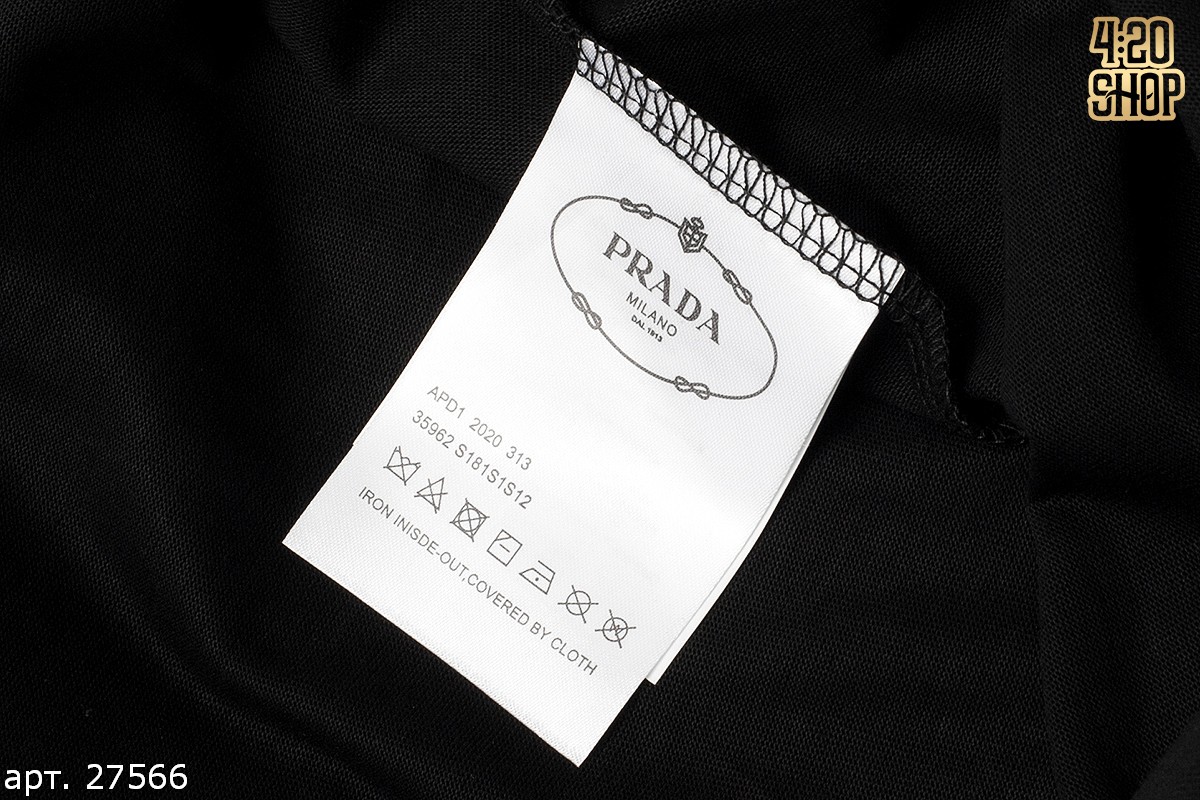 4:20
SHOP
PRADA
MILANO
DAL 1913
APD1 2020 313
35962 S181S1S12
IRON INISDE-OUT,COVERED BY CLOTH
арт. 27566